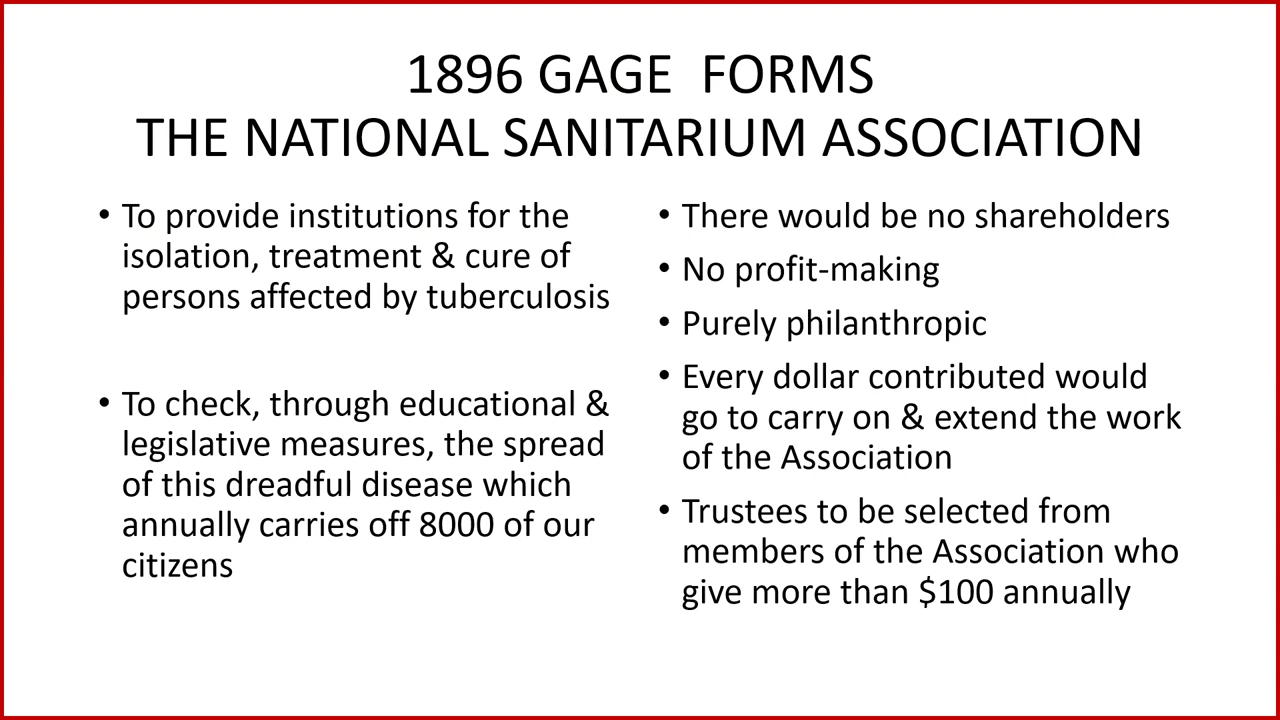 1896 GAGE  FORMS
THE NATIONAL SANITARIUM ASSOCIATION
• To provide institutions for the
isolation, treatment & cure of
persons affected by tuberculosis
• To check, through educational &
legislative measures, the spread
of this dreadful disease which
annually carries off 8000 of our
citizens
• There would be no shareholders
• No profit-making
• Purely philanthropic
• Every dollar contributed would
go to carry on & extend the work
of the Association
• Trustees to be selected from
members of the Association who
give more than $100 annually